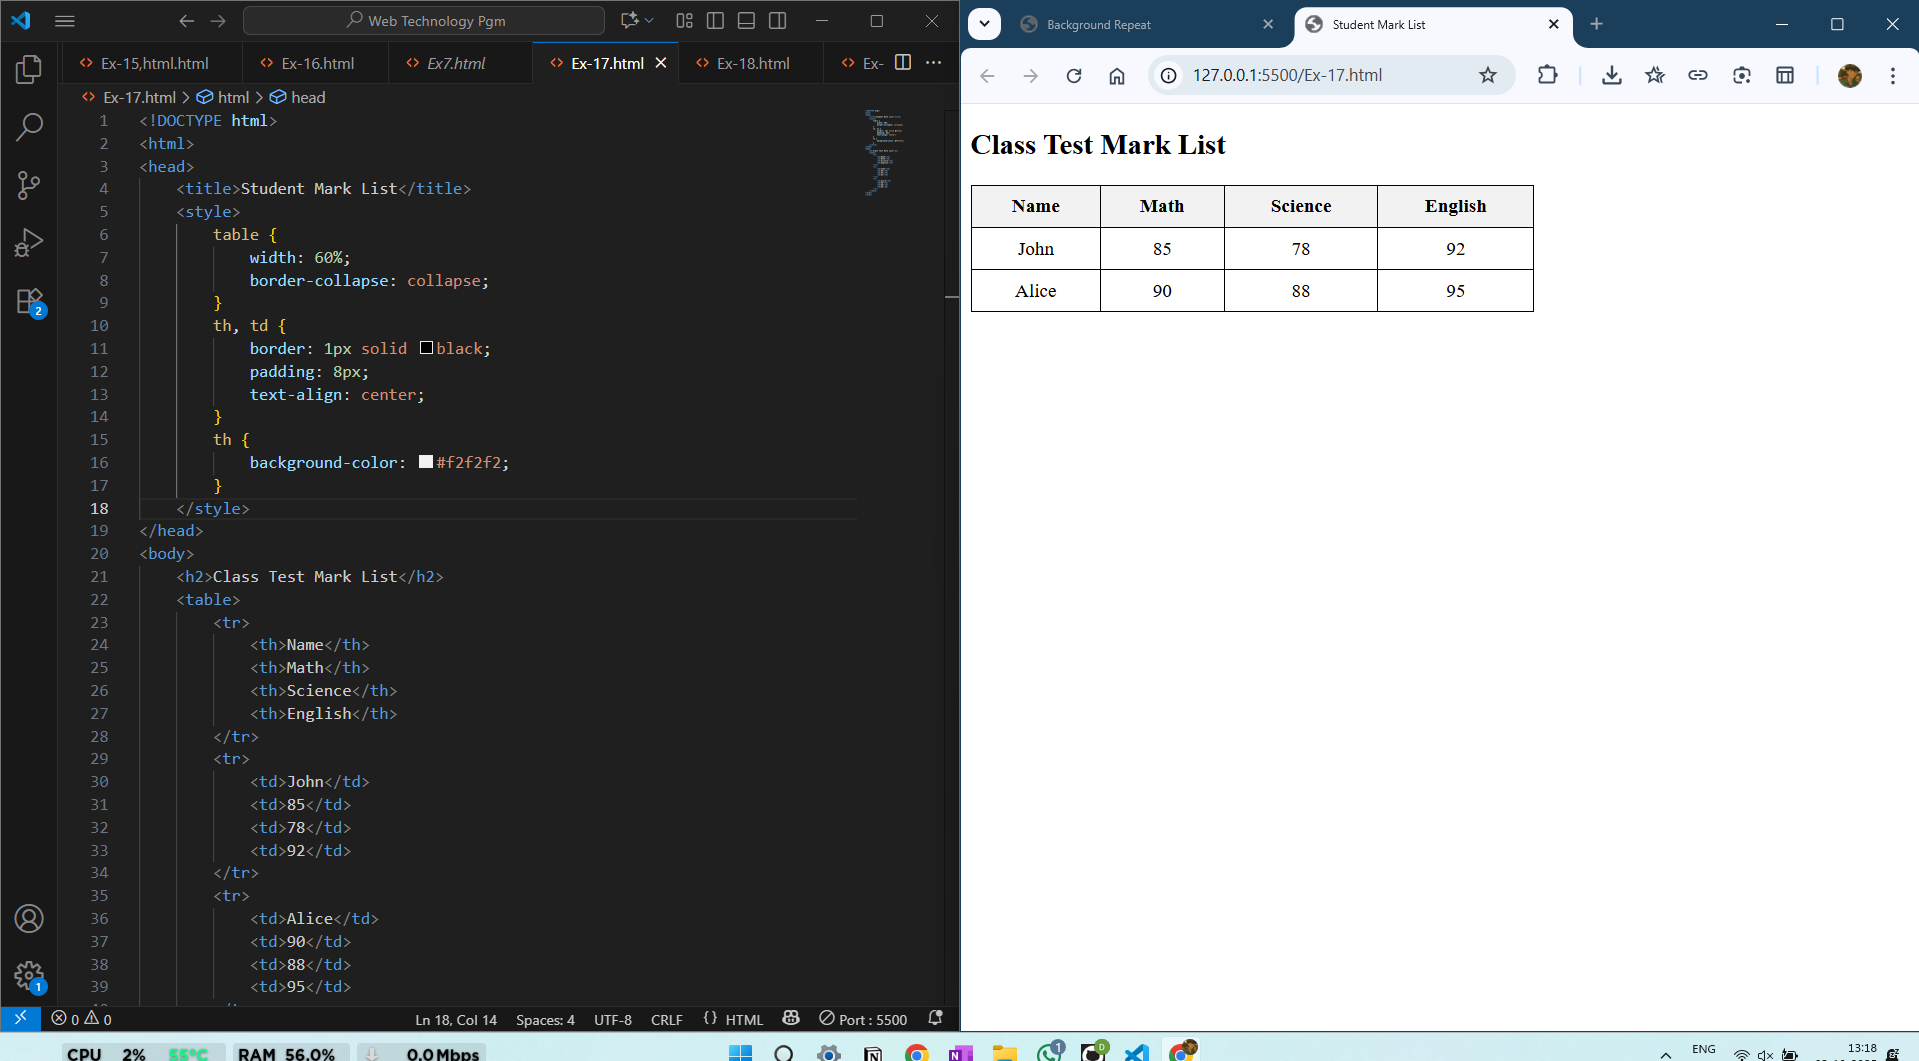 Web Technology Pgm
Ex-15,html.html
Ex-16.html
Ex7.html
Ex-17.html
Ex-18.html
Ex-
Ex-17.html > html > head
1 <!DOCTYPE html>
2 <html>
3 <head>
4 <title>Student Mark List</title>
5 <style>
6 table {
7 width: 60%;
8 border-collapse: collapse;
9 }
10 th, td {
11 border: 1px solid black;
12 padding: 8px;
13 text-align: center;
14 }
15 th {
16 background-color: #f2f2f2;
17 }
18 </style>
19 </head>
20 <body>
21 <h2>Class Test Mark List</h2>
22 <table>
23 <tr>
24 <th>Name</th>
25 <th>Math</th>
26 <th>Science</th>
27 <th>English</th>
28 </tr>
29 <tr>
30 <td>John</td>
31 <td>85</td>
32 <td>78</td>
33 <td>92</td>
34 </tr>
35 <tr>
36 <td>Alice</td>
37 <td>90</td>
38 <td>88</td>
39 <td>95</td>
2
1
0 0
Ln 18, Col 14 Spaces: 4 UTF-8 CRLF {} HTML Port : 5500
Background Repeat
Student Mark List
127.0.0.1:5500/Ex-17.html
Class Test Mark List
Name Math Science English
John 85 78 92
Alice 90 88 95
CPU 2% 55°C RAM 56.0% 0.0 Mbps
1
D
ENG
13:18